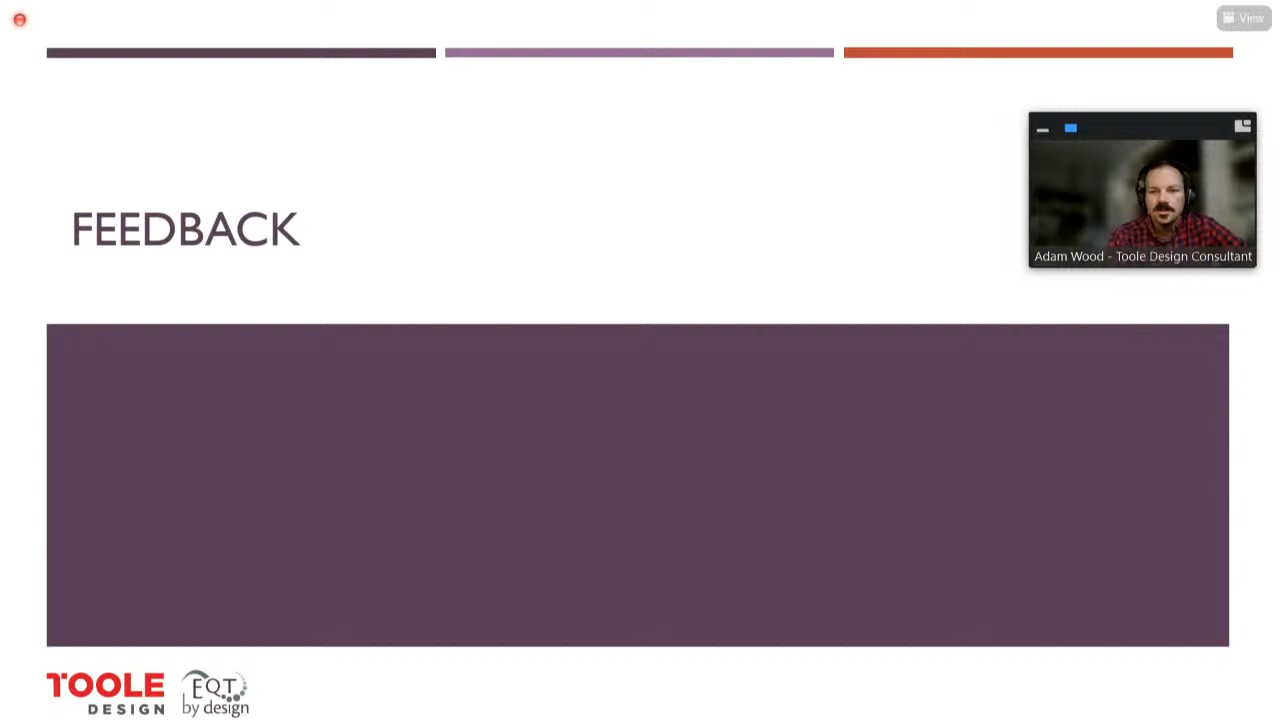 View
FEEDBACK
Adam Wood - Toole Design Consultant
TOOLE
DESIGN
EQT
by design